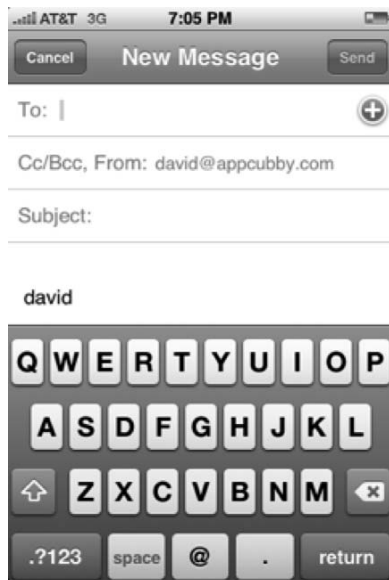 AT&T 3G 7:05 PM
Cancel New Message Send
To:
Cc/Bcc, From: david@appcubby.com
Subject:
david
Q W E R T Y U I O P
A S D F G H J K L
Z X C V B N M
.?123 space @ . return